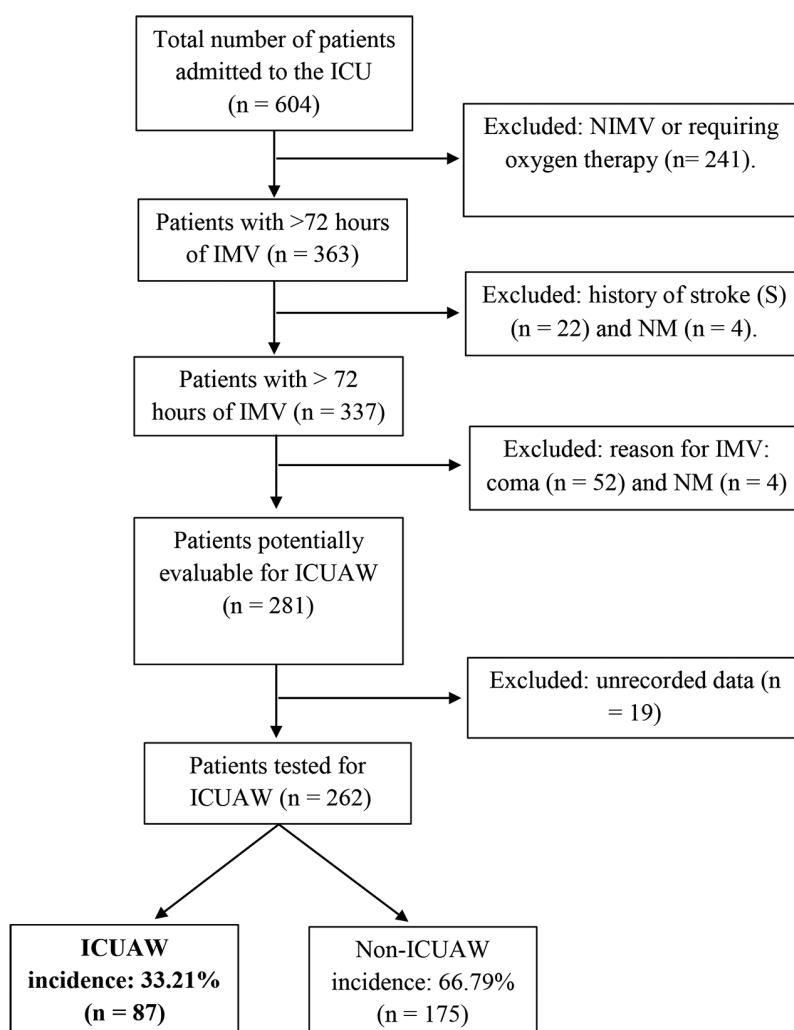 Total number of patients
admitted to the ICU
(n = 604)
Excluded: NIMV or requiring
oxygen therapy (n= 241).
Patients with >72 hours
of IMV (n = 363)
Excluded: history of stroke (S)
(n = 22) and NM (n = 4).
Patients with > 72
hours of IMV (n = 337)
Excluded: reason for IMV:
coma (n = 52) and NM (n = 4)
Patients potentially
evaluable for ICUAW
(n = 281)
Excluded: unrecorded data (n
= 19)
Patients tested for
ICUAW (n = 262)
ICUAW
incidence: 33.21%
(n = 87)
Non-ICUAW
incidence: 66.79%
(n = 175)